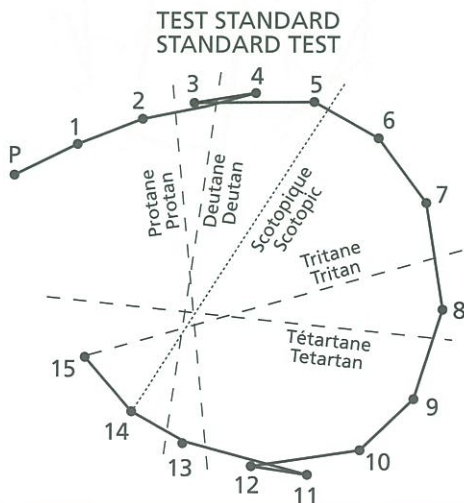 TEST STANDARD
STANDARD TEST
P
1
2
3
4
5
6
7
8
9
10
11
12
13
14
15
Protane
Protan
Deutane
Deutan
Scotopique
Scotopic
Tritane
Tritan
Tétartane
Tetartan